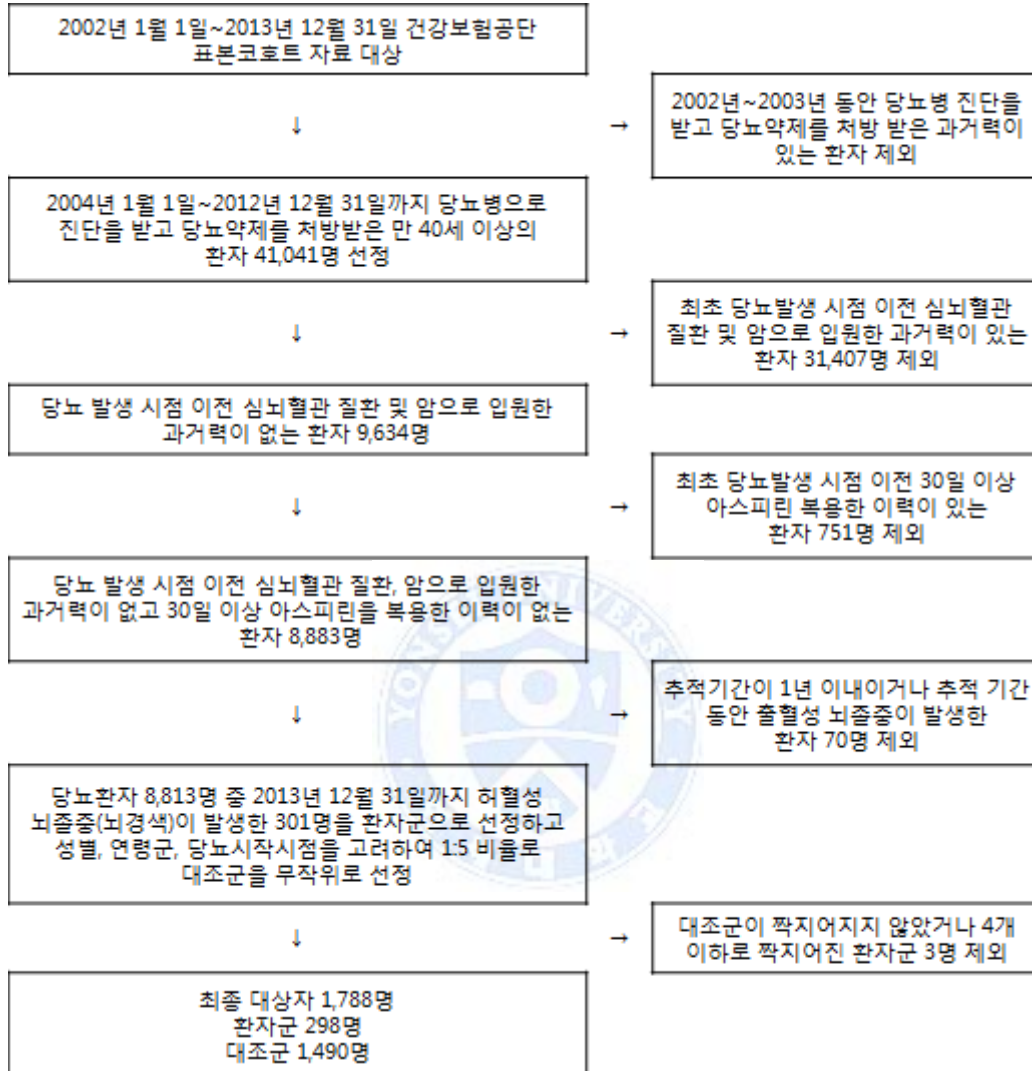 2002년 1월 1일~2013년 12월 31일 건강보험공단
표본코호트 자료 대상
↓
→
2002년~2003년 동안 당뇨병 진단을
받고 당뇨약제를 처방 받은 과거력이
있는 환자 제외
2004년 1월 1일~2012년 12월 31일까지 당뇨병으로
진단을 받고 당뇨약제를 처방받은 만 40세 이상의
환자 41,041명 선정
↓
→
최초 당뇨발생 시점 이전 심뇌혈관
질환 및 암으로 입원한 과거력이 있는
환자 31,407명 제외
당뇨 발생 시점 이전 심뇌혈관 질환 및 암으로 입원한
과거력이 없는 환자 9,634명
↓
→
최초 당뇨발생 시점 이전 30일 이상
아스피린 복용한 이력이 있는
환자 751명 제외
당뇨 발생 시점 이전 심뇌혈관 질환, 암으로 입원한
과거력이 없고 30일 이상 아스피린을 복용한 이력이 없는
환자 8,883명
↓
→
추적기간이 1년 이내이거나 추적 기간
동안 출혈성 뇌졸중이 발생한
환자 70명 제외
당뇨환자 8,813명 중 2013년 12월 31일까지 허혈성
뇌졸중(뇌경색)이 발생한 301명을 환자군으로 선정하고
성별, 연령군, 당뇨시작시점을 고려하여 1:5 비율로
대조군을 무작위로 선정
↓
→
대조군이 짝지어지지 않았거나 4개
이하로 짝지어진 환자군 3명 제외
최종 대상자 1,788명
환자군 298명
대조군 1,490명
YONSEI UNIVERSITY